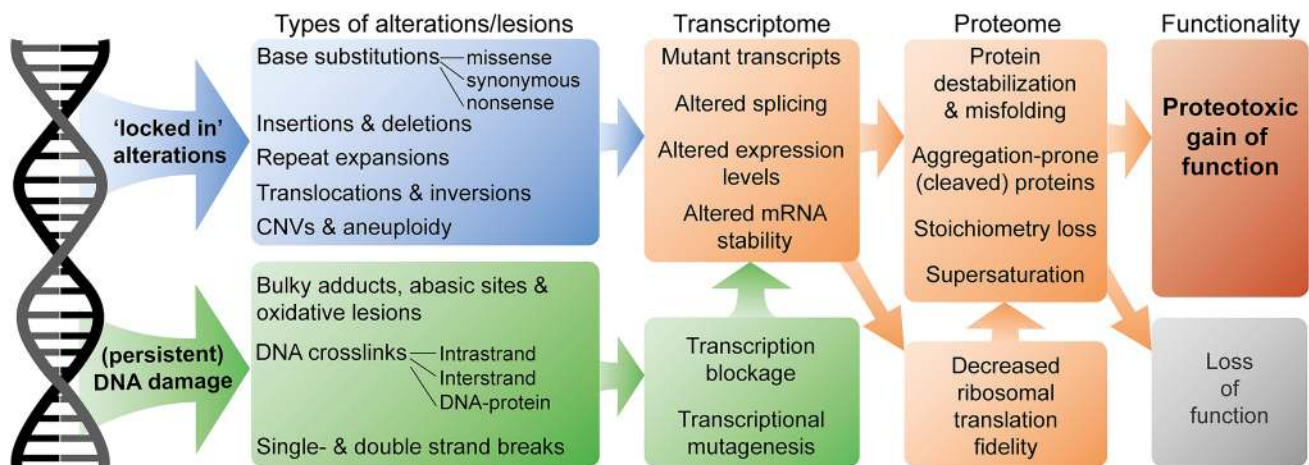 Types of alterations/lesions
Transcriptome
Proteome
Functionality
'locked in'
alterations
Base substitutions
missense
synonymous
nonsense
Insertions & deletions
Repeat expansions
Translocations & inversions
CNVs & aneuploidy
Mutant transcripts
Altered splicing
Altered expression
levels
Altered mRNA
stability
Protein
destabilization
& misfolding
Aggregation-prone
(cleaved) proteins
Stoichiometry loss
Supersaturation
Proteotoxic
gain of
function
(persistent)
DNA damage
Bulky adducts, abasic sites &
oxidative lesions
DNA crosslinks
Intrastrand
Interstrand
DNA-protein
Single- & double strand breaks
Transcription
blockage
Transcriptional
mutagenesis
Decreased
ribosomal
translation
fidelity
Loss
of
function